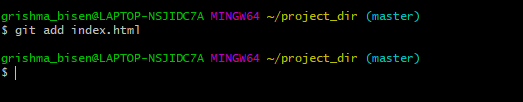 grishma_bisen@LAPTOP-NSJIDC7A MINGW64 ~/project_dir (master)
$ git add index.html
grishma_bisen@LAPTOP-NSJIDC7A MINGW64 ~/project_dir (master)
$